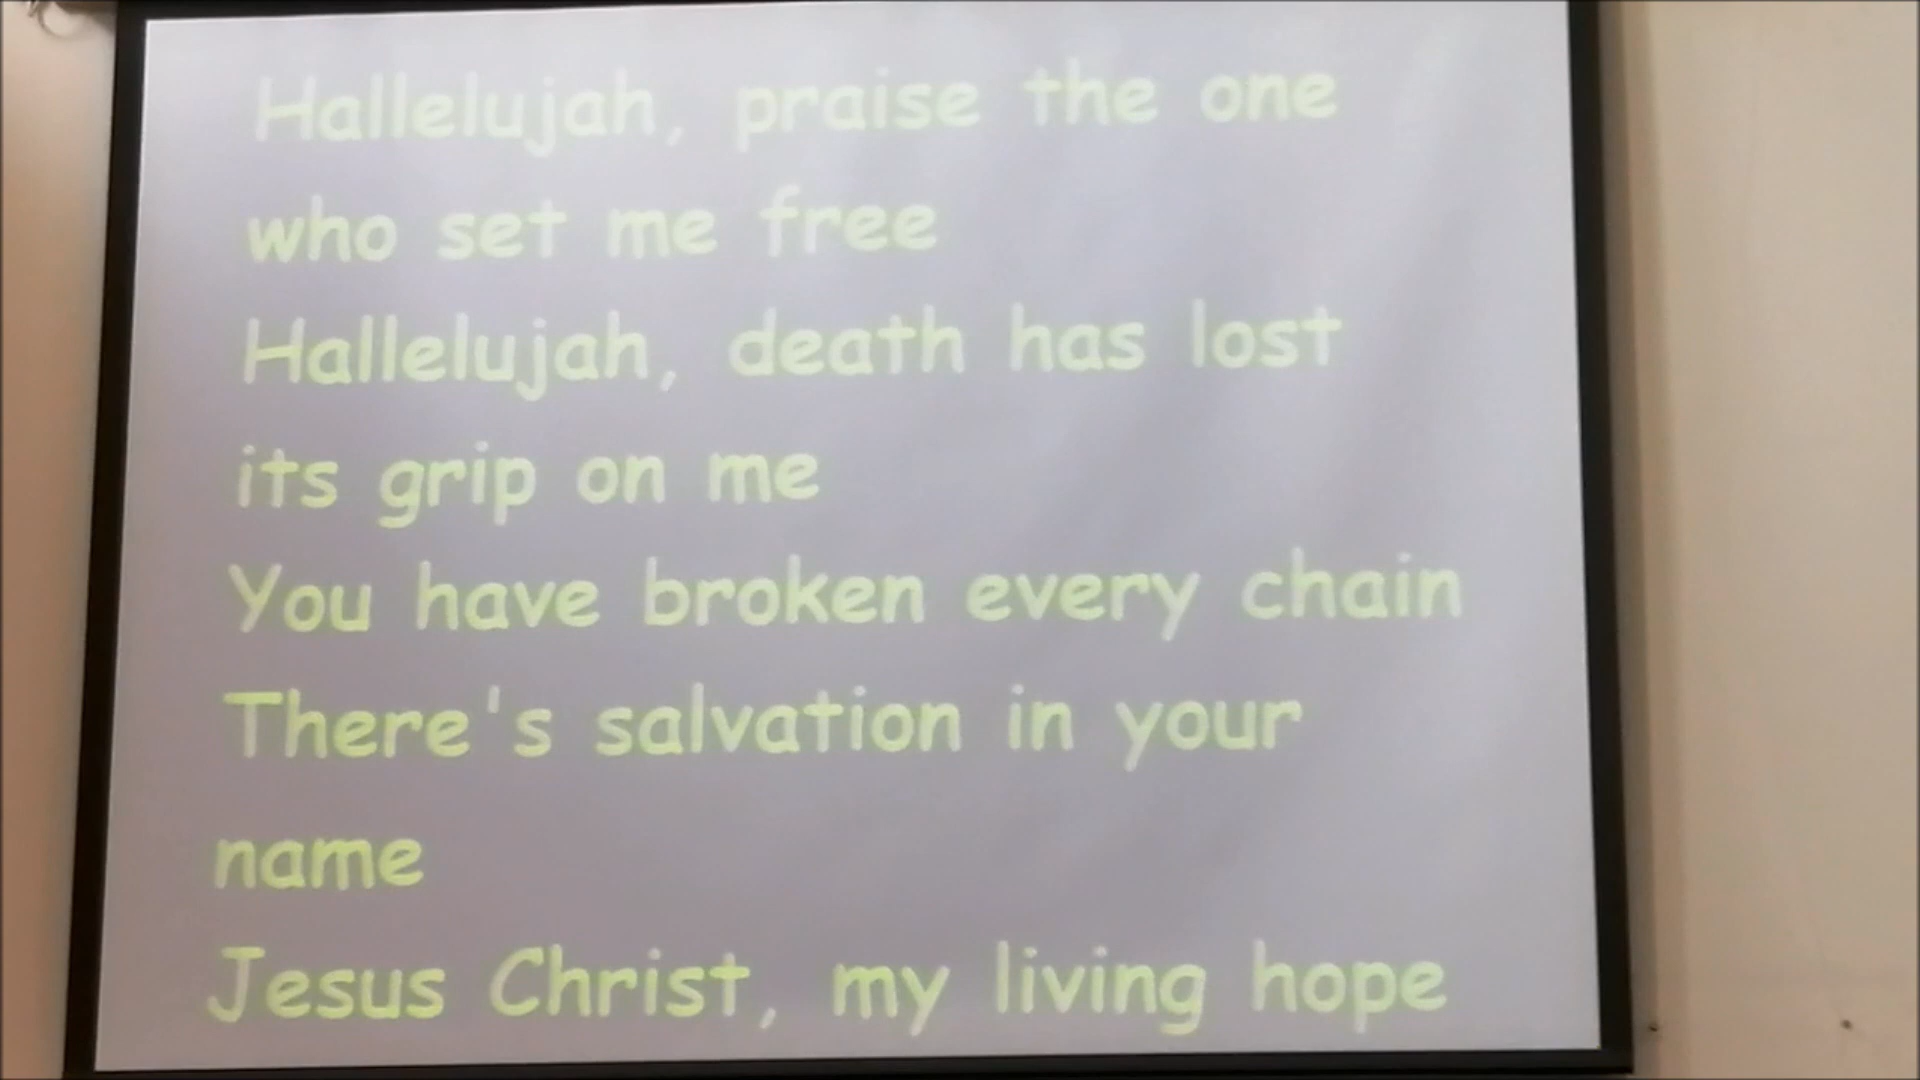 Hallelujah, praise the one
who set me free
Hallelujah, death has lost
its grip on me
You have broken every chain
There's salvation in your
name
Jesus Christ, my living hope